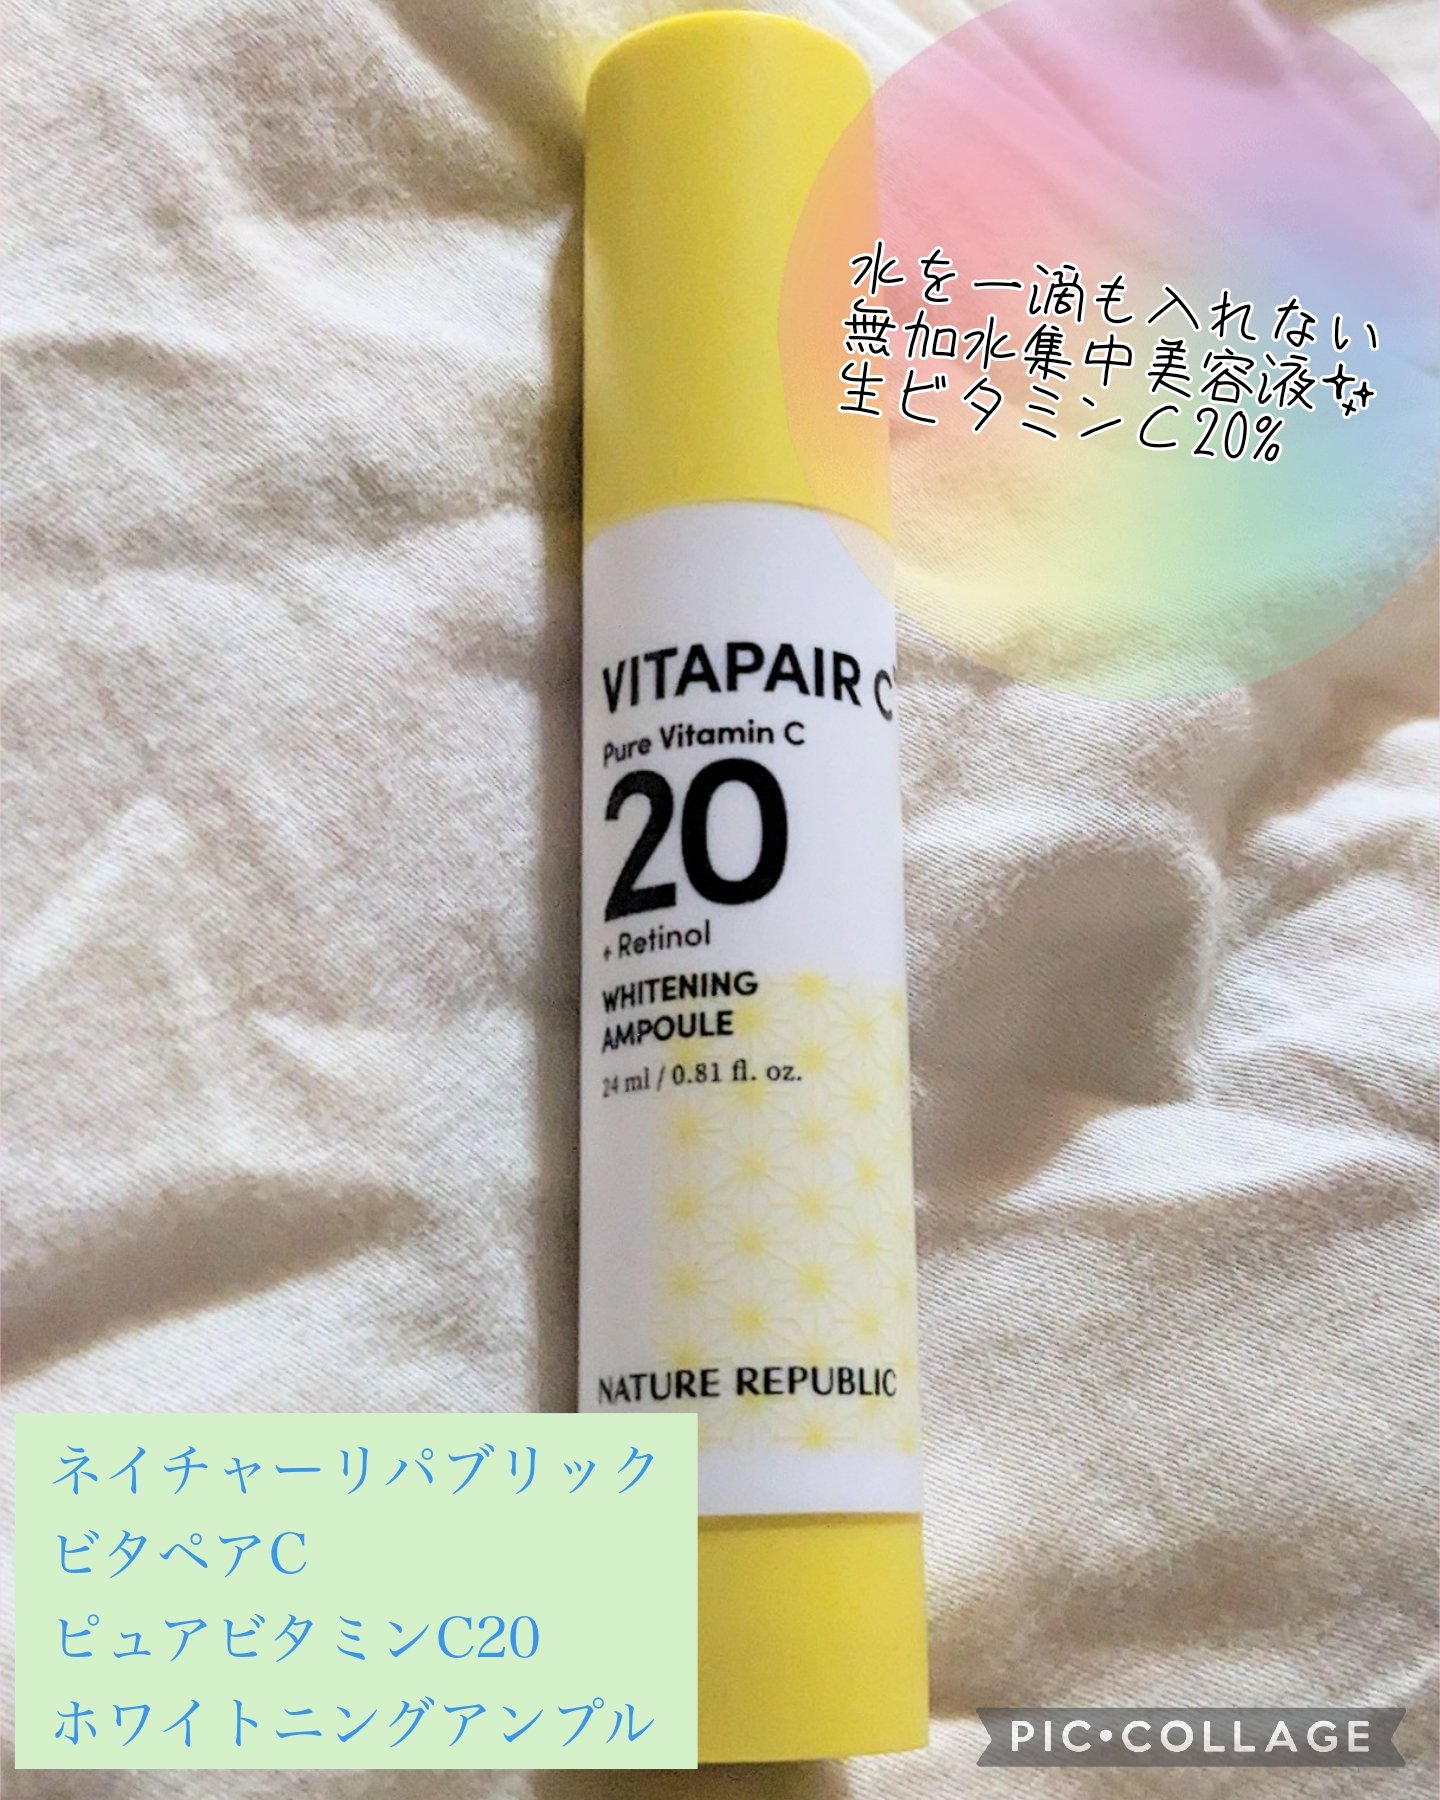 水を一滴も入れない
無加水集中美容液
生ビタミンC20%
VITAPAIR C
Pure Vitamin C
20
+ Retinol
WHITENING
AMPOULE
24 ml / 0.81 fl. oz.
NATURE REPUBLIC
ネイチャーリパブリック
ビタペアC
ピュアビタミンC20
ホワイトニングアンプル
PIC•COLLAGE